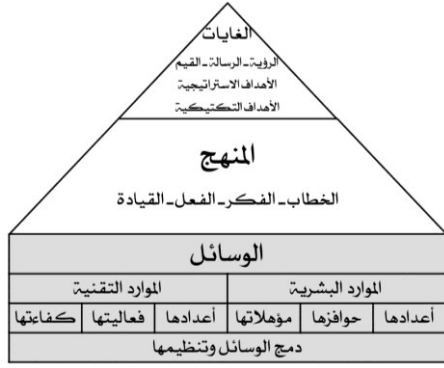 الغايات
الرؤية - الرسالة - القيم
الأهداف الاستراتيجية
الأهداف التكتيكية
المنهج
الخطاب - الفكر - الفعل - القيادة
الوسائل
الموارد البشرية الموارد التقنية
أعدادها حوافزها مؤهلاتها أعدادها فعاليتها كفاءتها
دمج الوسائل وتنظيمها